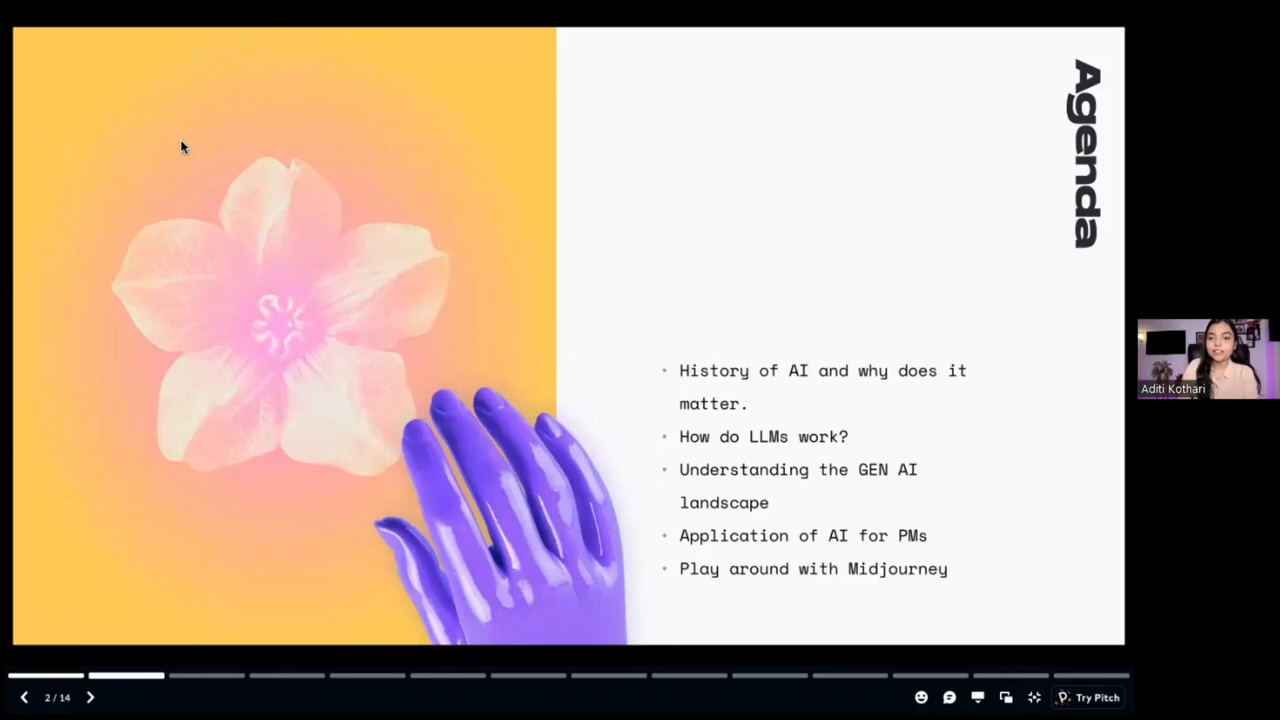 Agenda
History of AI and why does it
matter.
How do LLMs work?
Understanding the GEN AI
landscape
Application of AI for PMs
Play around with Midjourney
Aditi Kothari
2 / 14
Try Pitch